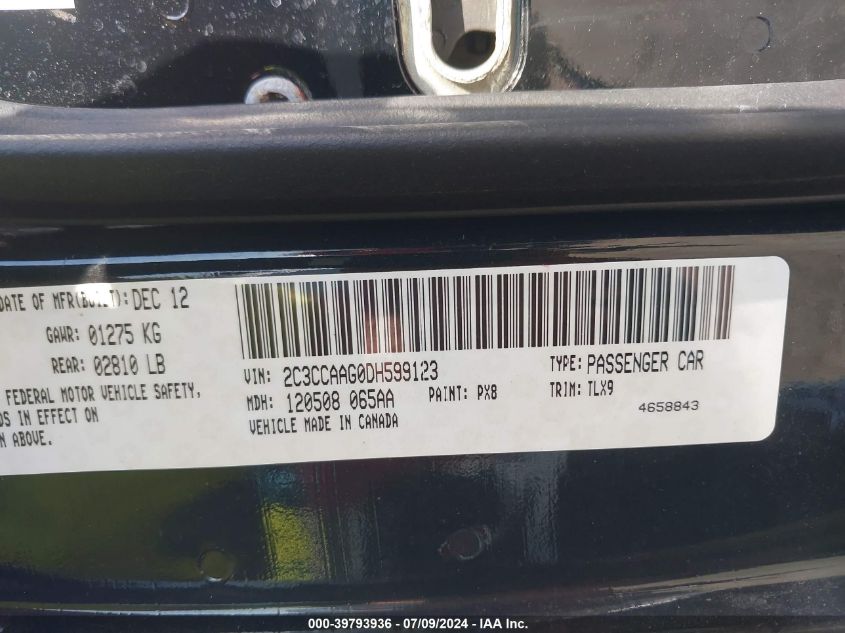 DATE OF MFR(BUILT): DEC 12
GAWR: 01275 KG
REAR: 02810 LB
FEDERAL MOTOR VEHICLE SAFETY,
DS IN EFFECT ON
N ABOVE.
VIN: 2C3CCAAG0DH599123
TYPE: PASSENGER CAR
MDH: 120508 065AA
PAINT: PX8
TRIM: TLX9
VEHICLE MADE IN CANADA
4658843
000-39793936 - 07/09/2024 - IAA Inc.